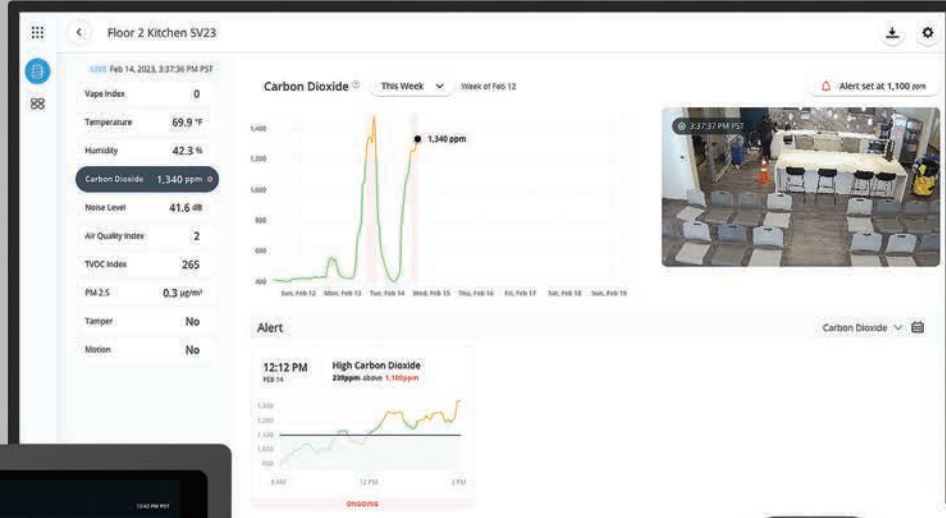 Floor 2 Kitchen SV23
LIVE Feb 14, 2023, 3:37:36 PM PST
Vape Index 0
Temperature 69.9 °F
Humidity 42.3 %
Carbon Dioxide 1,340 ppm
Noise Level 41.6 dB
Air Quality Index 2
TVOC Index 265
PM 2.5 0.3 µg/m³
Tamper No
Motion No
Carbon Dioxide This Week Week of Feb 12
Alert set at 1,100 ppm
1,400
1,200
1,000
800
600
400
1,340 ppm
Sun, Feb 12 Mon, Feb 13 Tue, Feb 14 Wed, Feb 15 Thu, Feb 16 Fri, Feb 17 Sat, Feb 18 Sun, Feb 19
3:37:37 PM PST
Alert
Carbon Dioxide
12:12 PM
FEB 14
High Carbon Dioxide
239ppm above 1,100ppm
1,300
1,200
1,100
1,000
900
12 PM
ONGOING